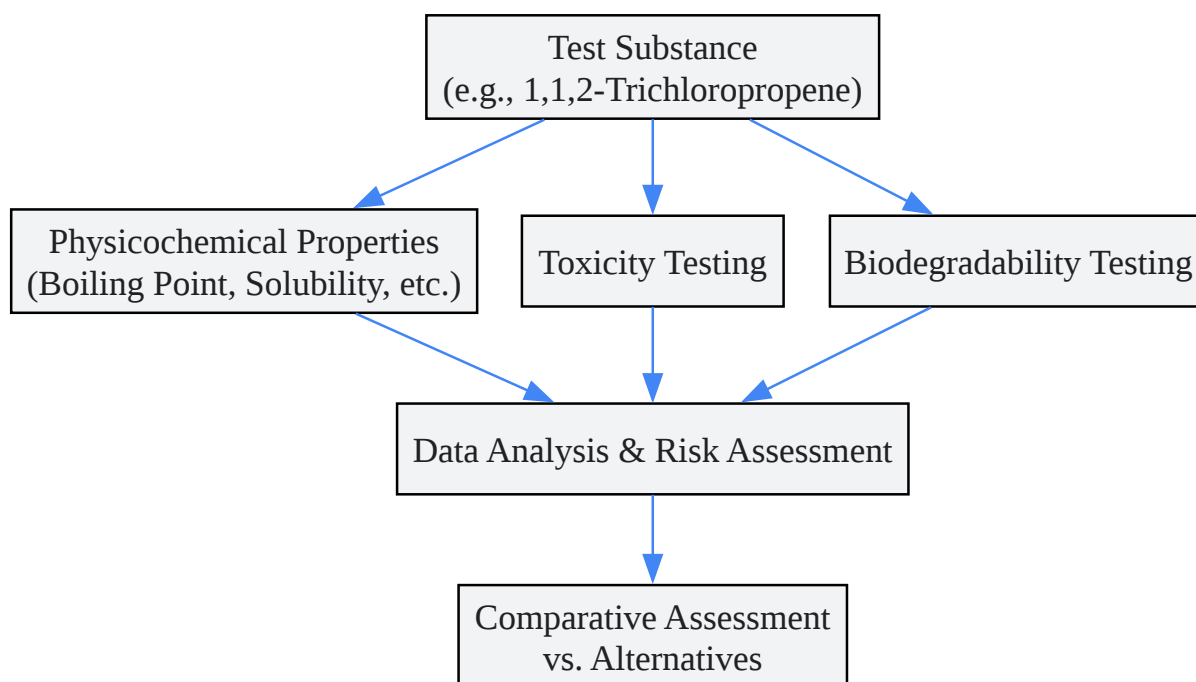 Test Substance
(e.g., 1,1,2-Trichloropropene)
Physicochemical Properties
(Boiling Point, Solubility, etc.)
Toxicity Testing
Biodegradability Testing
Data Analysis & Risk Assessment
Comparative Assessment
vs. Alternatives